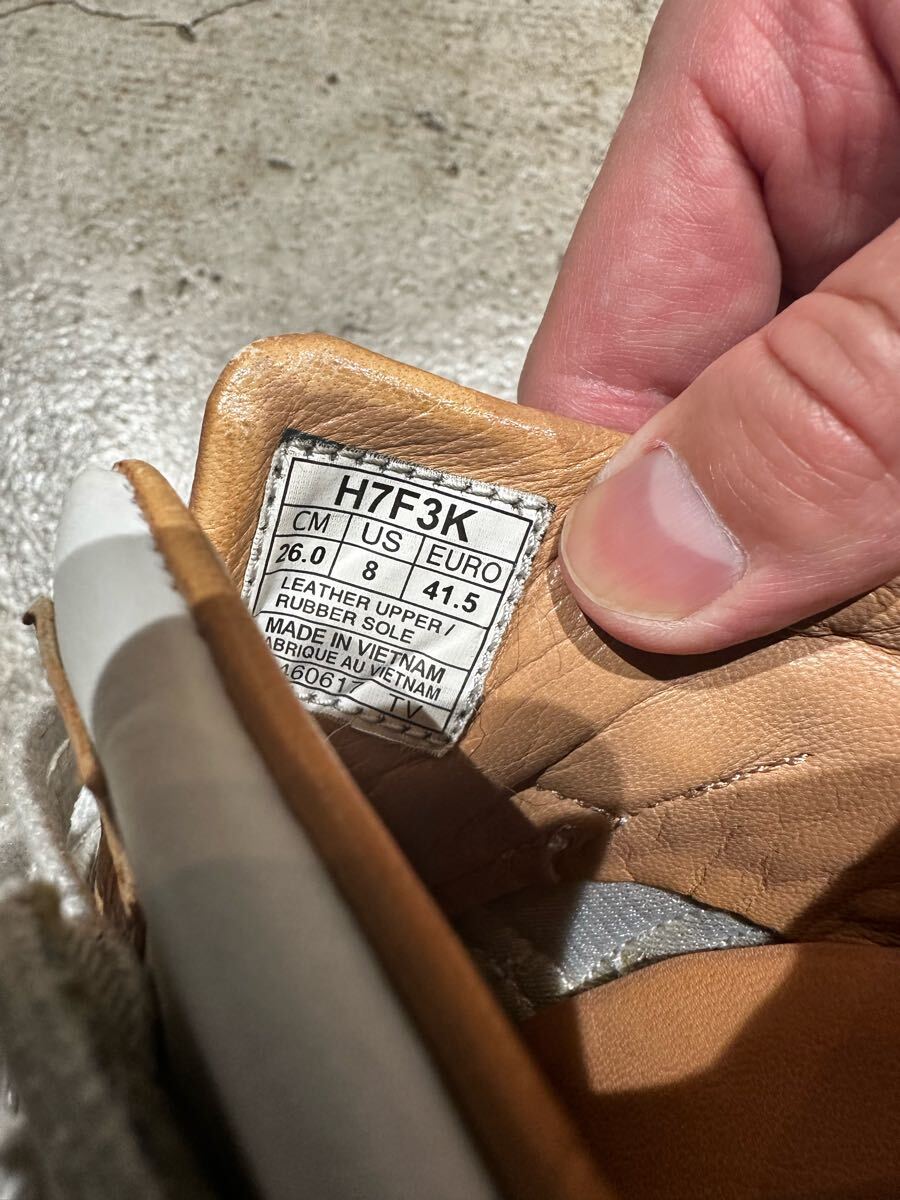 H7F3K
CM US EURO
26.0 8 41.5
LEATHER UPPER/
RUBBER SOLE
MADE IN VIETNAM
FABRIQUE AU VIETNAM
TV